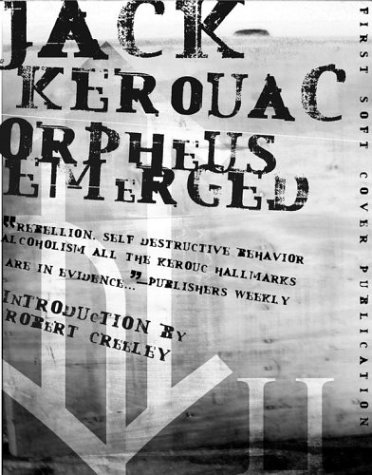 JACK
KEROUAC
ORPHEUS
EMERGED
“REBELLION, SELF DESTRUCTIVE BEHAVIOR
ALCOHOLISM ALL THE KEROUC HALLMARKS
ARE IN EVIDENCE...”—PUBLISHERS WEEKLY
INTRODUCTION BY
ROBERT CREELEY
FIRST SOFT COVER PUBLICATION